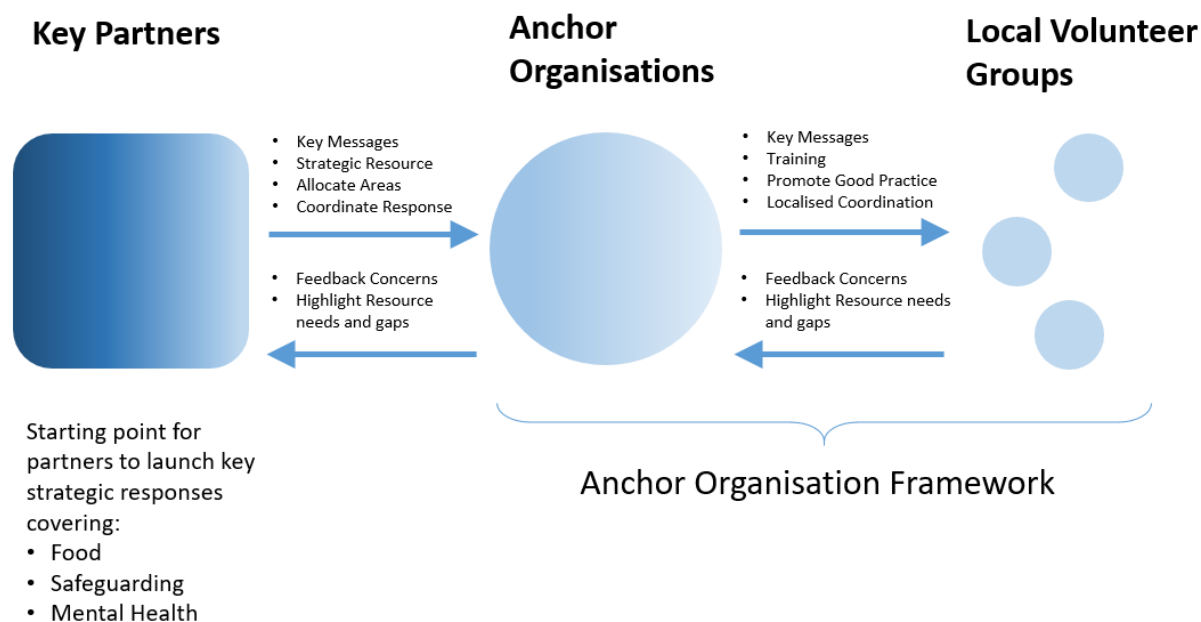 Key Partners
Anchor
Organisations
Local Volunteer
Groups
• Key Messages
• Strategic Resource
• Allocate Areas
• Coordinate Response
• Feedback Concerns
• Highlight Resource
needs and gaps
• Key Messages
• Training
• Promote Good Practice
• Localised Coordination
• Feedback Concerns
• Highlight Resource needs
and gaps
Starting point for
partners to launch key
strategic responses
covering:
• Food
• Safeguarding
• Mental Health
Anchor Organisation Framework